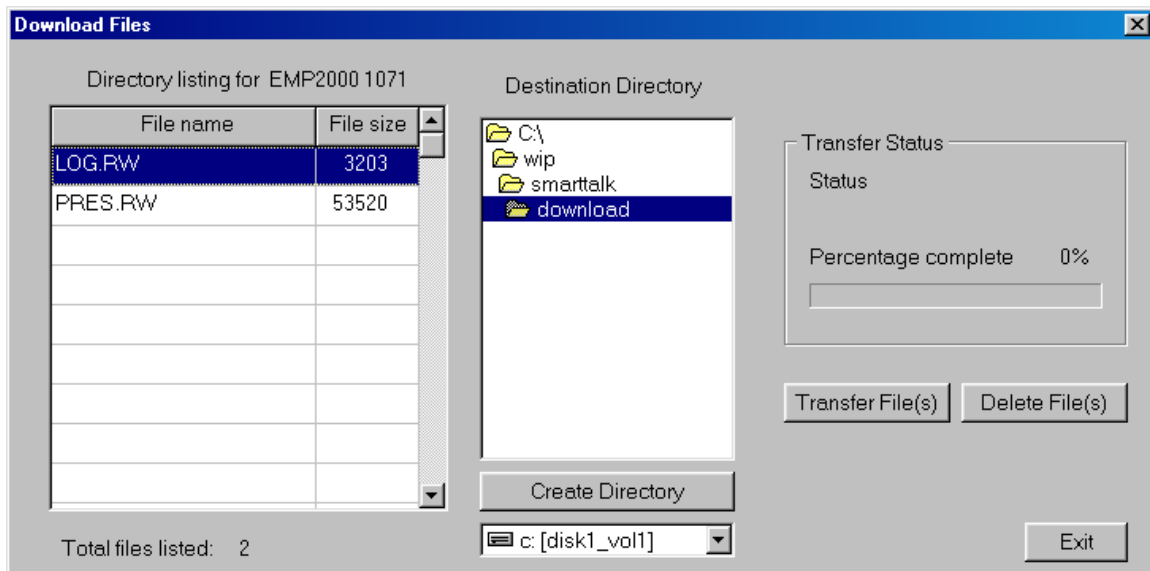 Download Files
Directory listing for EMP2000 1071
File name File size
LOG.RW 3203
PRES.RW 53520
Total files listed: 2
Destination Directory
C:\
wip
smarttalk
download
Create Directory
c: [disk1_vol1]
Transfer Status
Status
Percentage complete 0%
Transfer File(s) Delete File(s)
Exit